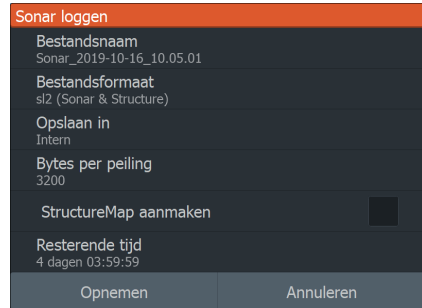 Sonar loggen
Bestandsnaam
Sonar_2019-10-16_10.05.01
Bestandsformaat
sl2 (Sonar & Structure)
Opslaan in
Intern
Bytes per peiling
3200
StructureMap aanmaken
Resterende tijd
4 dagen 03:59:59
Opnemen
Annuleren